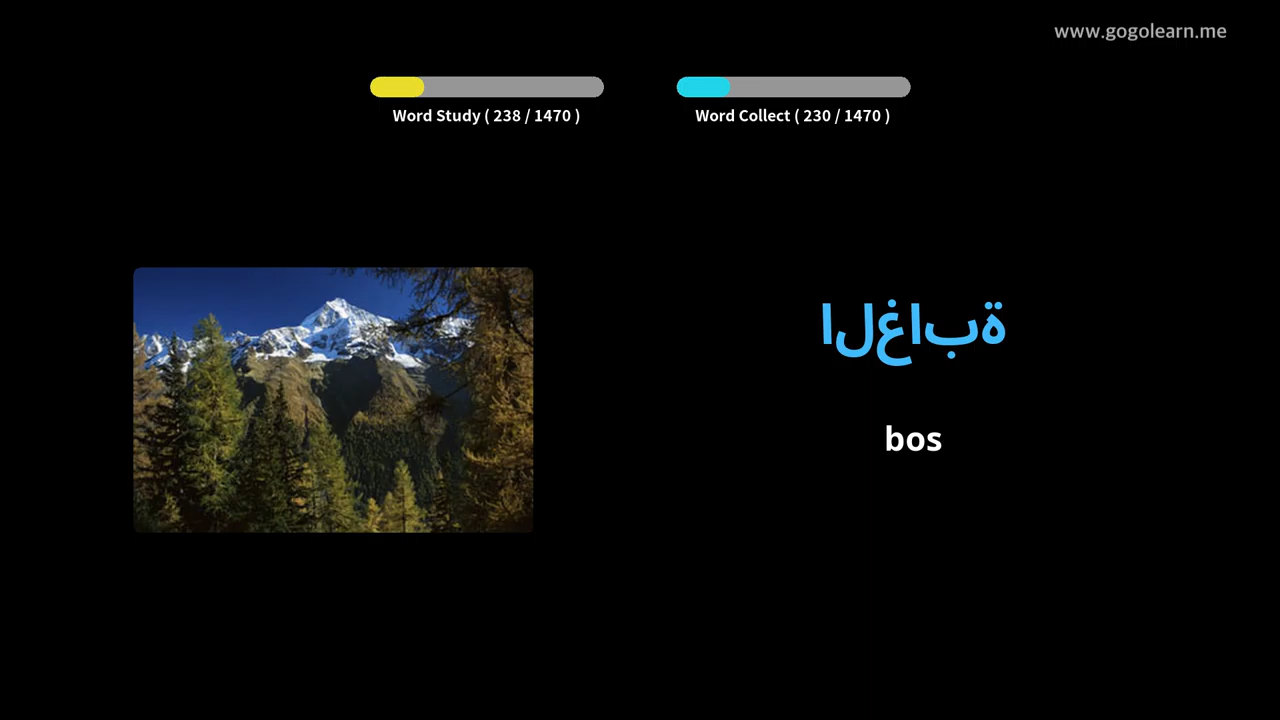 www.gogolearn.me
Word Study ( 238 / 1470 )
Word Collect ( 230 / 1470 )
الغابة
bos